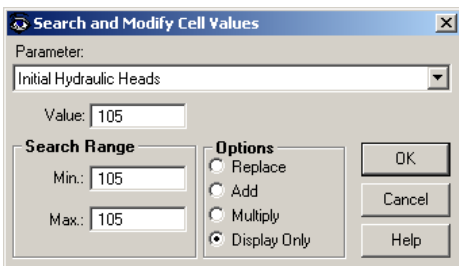 Search and Modify Cell Values
Parameter:
Initial Hydraulic Heads
Value: 105
Search Range
Min.: 105
Max.: 105
Options
Replace
Add
Multiply
Display Only
OK
Cancel
Help